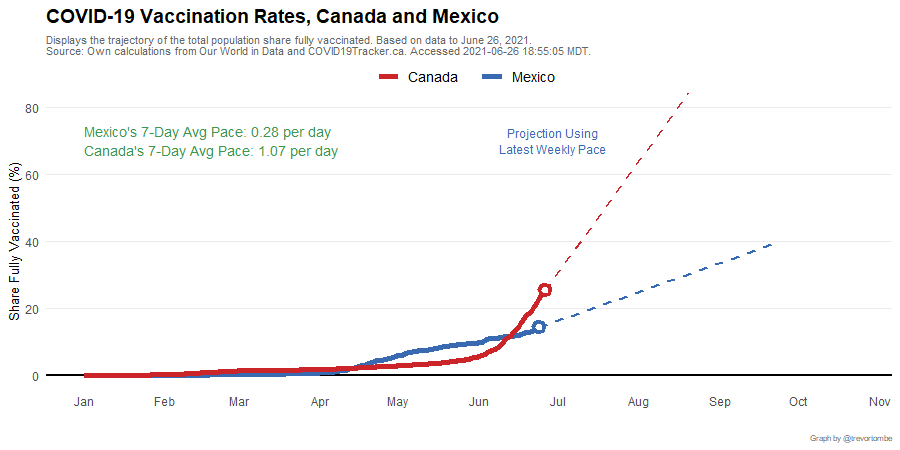 COVID-19 Vaccination Rates, Canada and Mexico
Displays the trajectory of the total population share fully vaccinated. Based on data to June 26, 2021.
Source: Own calculations from Our World in Data and COVID19Tracker.ca. Accessed 2021-06-26 18:55:05 MDT.
Canada Mexico
Mexico's 7-Day Avg Pace: 0.28 per day
Canada's 7-Day Avg Pace: 1.07 per day
Projection Using
Latest Weekly Pace
Share Fully Vaccinated (%)
80
60
40
20
0
Jan Feb Mar Apr May Jun Jul Aug Sep Oct Nov
Graph by @trevortombe